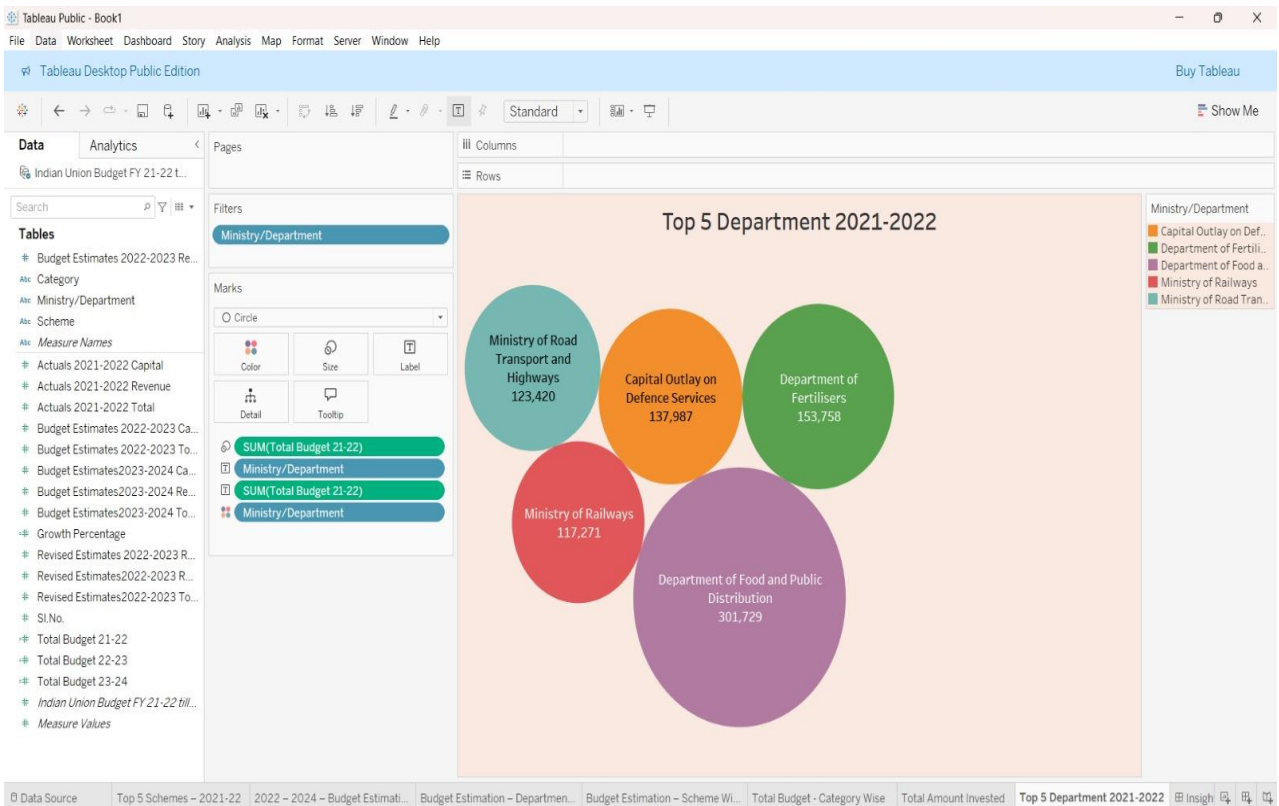 Tableau Public - Book1
File Data Worksheet Dashboard Story Analysis Map Format Server Window Help
Tableau Desktop Public Edition
Buy Tableau
Standard
Show Me
Data Analytics
Indian Union Budget FY 21-22 t...
Search
Tables
Budget Estimates 2022-2023 Re...
Abc Category
Abc Ministry/Department
Abc Scheme
Abc Measure Names
Actuals 2021-2022 Capital
Actuals 2021-2022 Revenue
Actuals 2021-2022 Total
Budget Estimates 2022-2023 Ca...
Budget Estimates 2022-2023 To...
Budget Estimates2023-2024 Ca...
Budget Estimates2023-2024 Re...
Budget Estimates2023-2024 To...
Growth Percentage
Revised Estimates 2022-2023 R...
Revised Estimates2022-2023 R...
Revised Estimates2022-2023 To...
Sl.No.
Total Budget 21-22
Total Budget 22-23
Total Budget 23-24
Indian Union Budget FY 21-22 till...
Measure Values
Pages
Filters
Ministry/Department
Marks
Circle
Color Size Label
Detail Tooltip
SUM(Total Budget 21-22)
Ministry/Department
SUM(Total Budget 21-22)
Ministry/Department
Columns
Rows
Top 5 Department 2021-2022
Ministry of Road
Transport and
Highways
123,420
Capital Outlay on
Defence Services
137,987
Department of
Fertilisers
153,758
Ministry of Railways
117,271
Department of Food and Public
Distribution
301,729
Ministry/Department
Capital Outlay on Def..
Department of Fertili..
Department of Food a..
Ministry of Railways
Ministry of Road Tran..
Data Source Top 5 Schemes – 2021-22 2022 – 2024 – Budget Estimati... Budget Estimation – Departmen... Budget Estimation – Scheme Wi... Total Budget - Category Wise Total Amount Invested Top 5 Department 2021-2022 Insigh